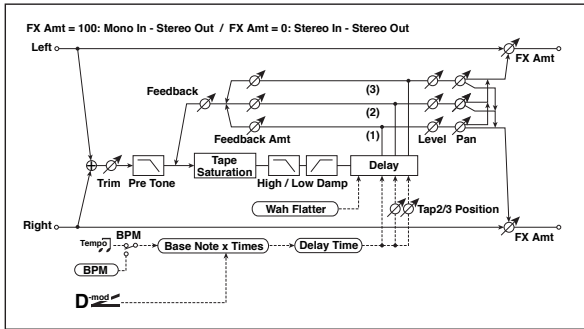 FX Amt = 100: Mono In - Stereo Out / FX Amt = 0: Stereo In - Stereo Out
Left
FX Amt
Feedback
(3)
(2)
(1)
Feedback Amt
Level
Pan
Trim
Pre Tone
Tape Saturation
High / Low Damp
Delay
Wah Flatter
Tap2/3 Position
Right
FX Amt
Tempo
BPM
BPM
Base Note x Times
Delay Time
D-mod